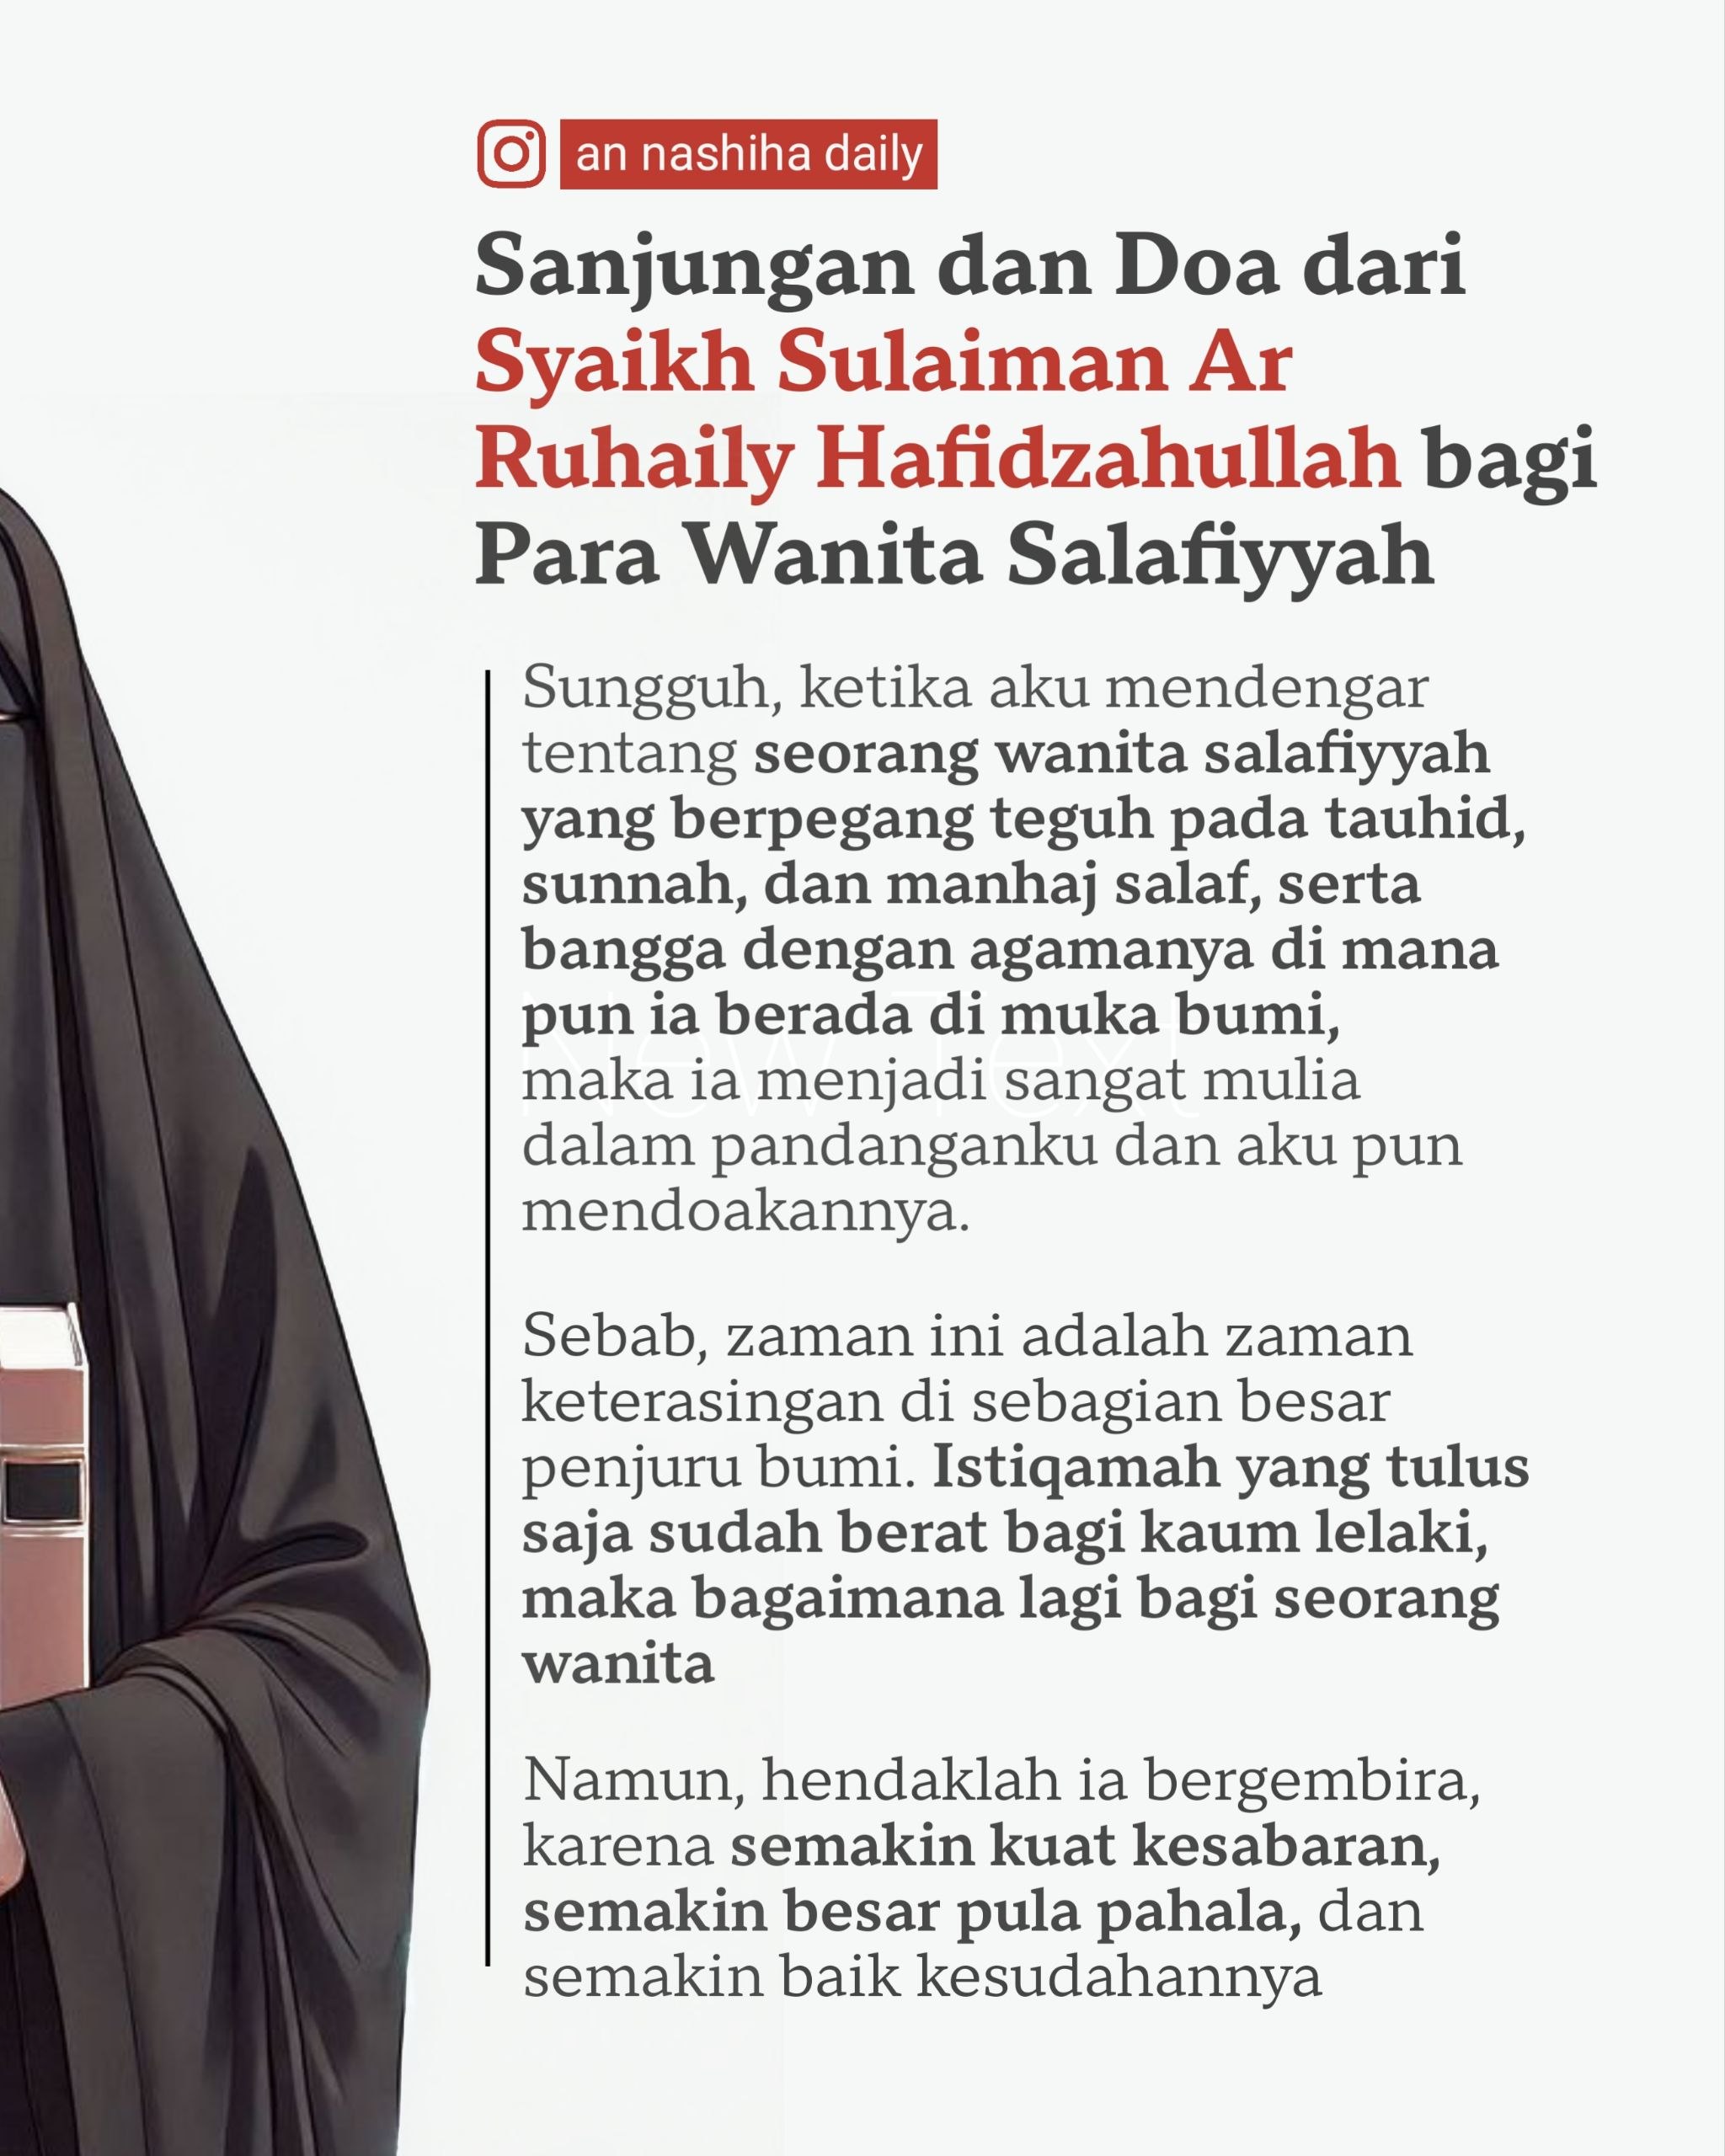 an nashiha daily
Sanjungan dan Doa dari
Syaikh Sulaiman Ar
Ruhaily Hafidzahullah bagi
Para Wanita Salafiyyah
Sungguh, ketika aku mendengar
tentang seorang wanita salafiyyah
yang berpegang teguh pada tauhid,
sunnah, dan manhaj salaf, serta
bangga dengan agamanya di mana
pun ia berada di muka bumi,
New Text
maka ia menjadi sangat mulia
dalam pandanganku dan aku pun
mendoakannya.
Sebab, zaman ini adalah zaman
keterasingan di sebagian besar
penjuru bumi. Istiqamah yang tulus
saja sudah berat bagi kaum lelaki,
maka bagaimana lagi bagi seorang
wanita
Namun, hendaklah ia bergembira,
karena semakin kuat kesabaran,
semakin besar pula pahala, dan
semakin baik kesudahannya